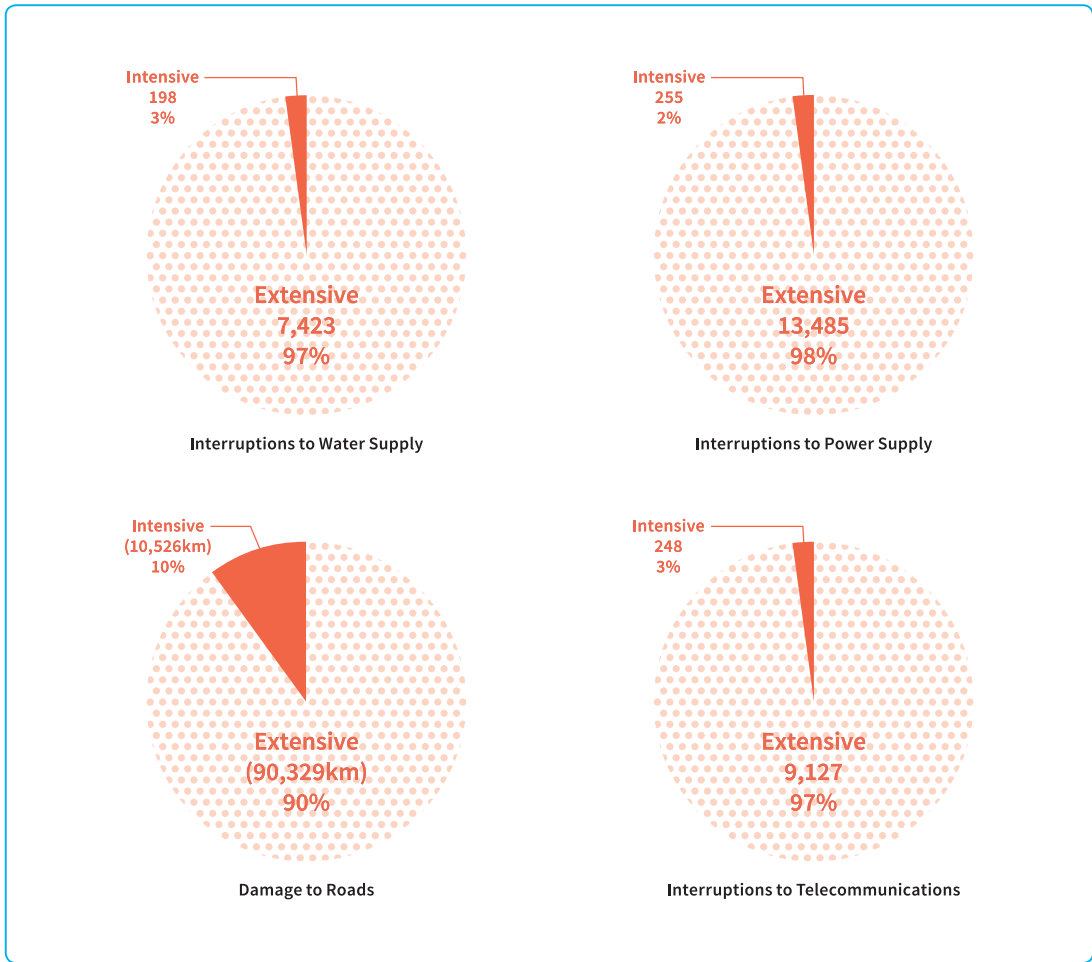 Intensive
198
3%
Extensive
7,423
97%
Interruptions to Water Supply
Intensive
255
2%
Extensive
13,485
98%
Interruptions to Power Supply
Intensive
(10,526km)
10%
Extensive
(90,329km)
90%
Damage to Roads
Intensive
248
3%
Extensive
9,127
97%
Interruptions to Telecommunications